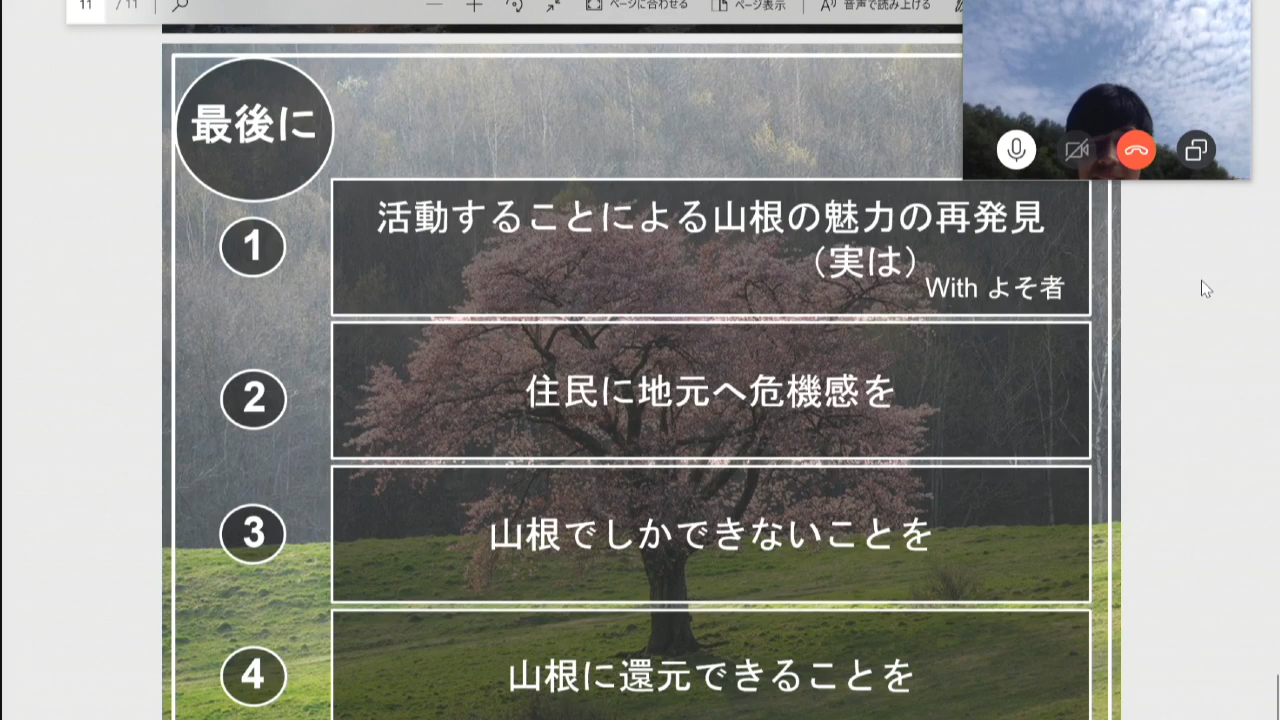 11 / 11
ページに合わせる
ページ表示
音声で読み上げる
最後に
1
活動することによる山根の魅力の再発見
（実は）
With よそ者
2
住民に地元へ危機感を
3
山根でしかできないことを
4
山根に還元できることを